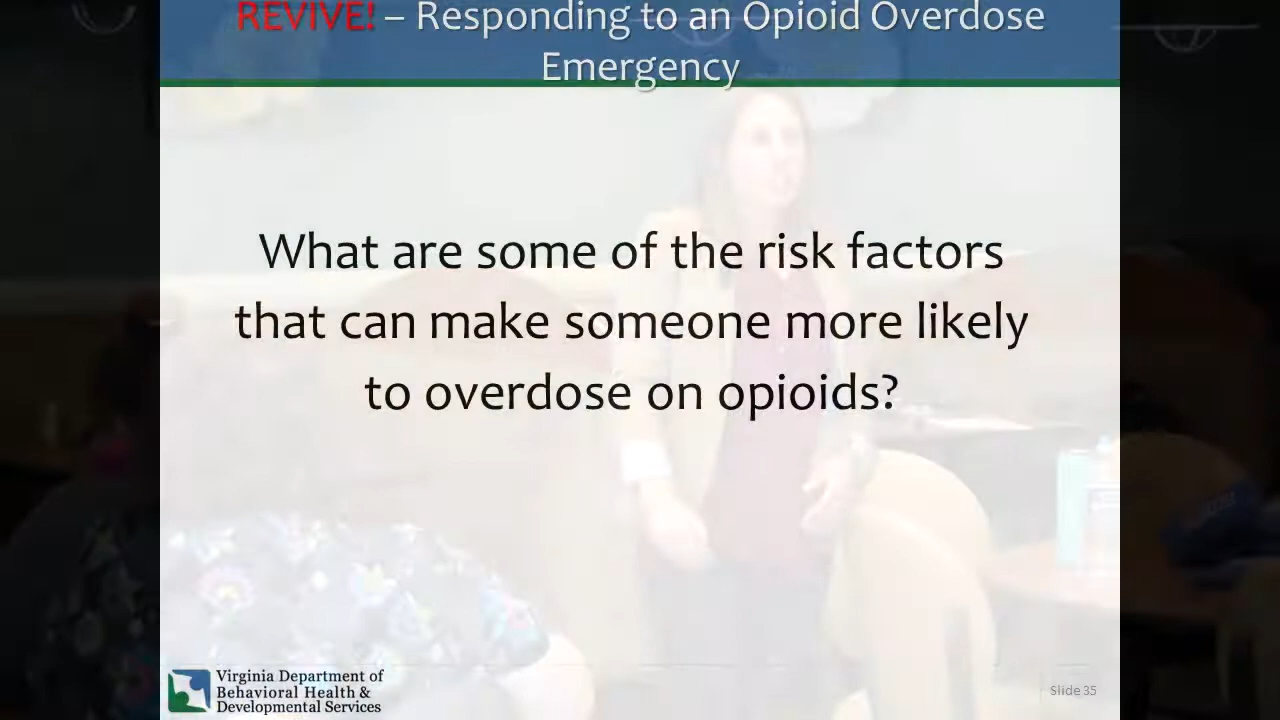 REVIVE! – Responding to an Opioid Overdose
Emergency
What are some of the risk factors
that can make someone more likely
to overdose on opioids?
Virginia Department of
Behavioral Health &
Developmental Services
Slide 35